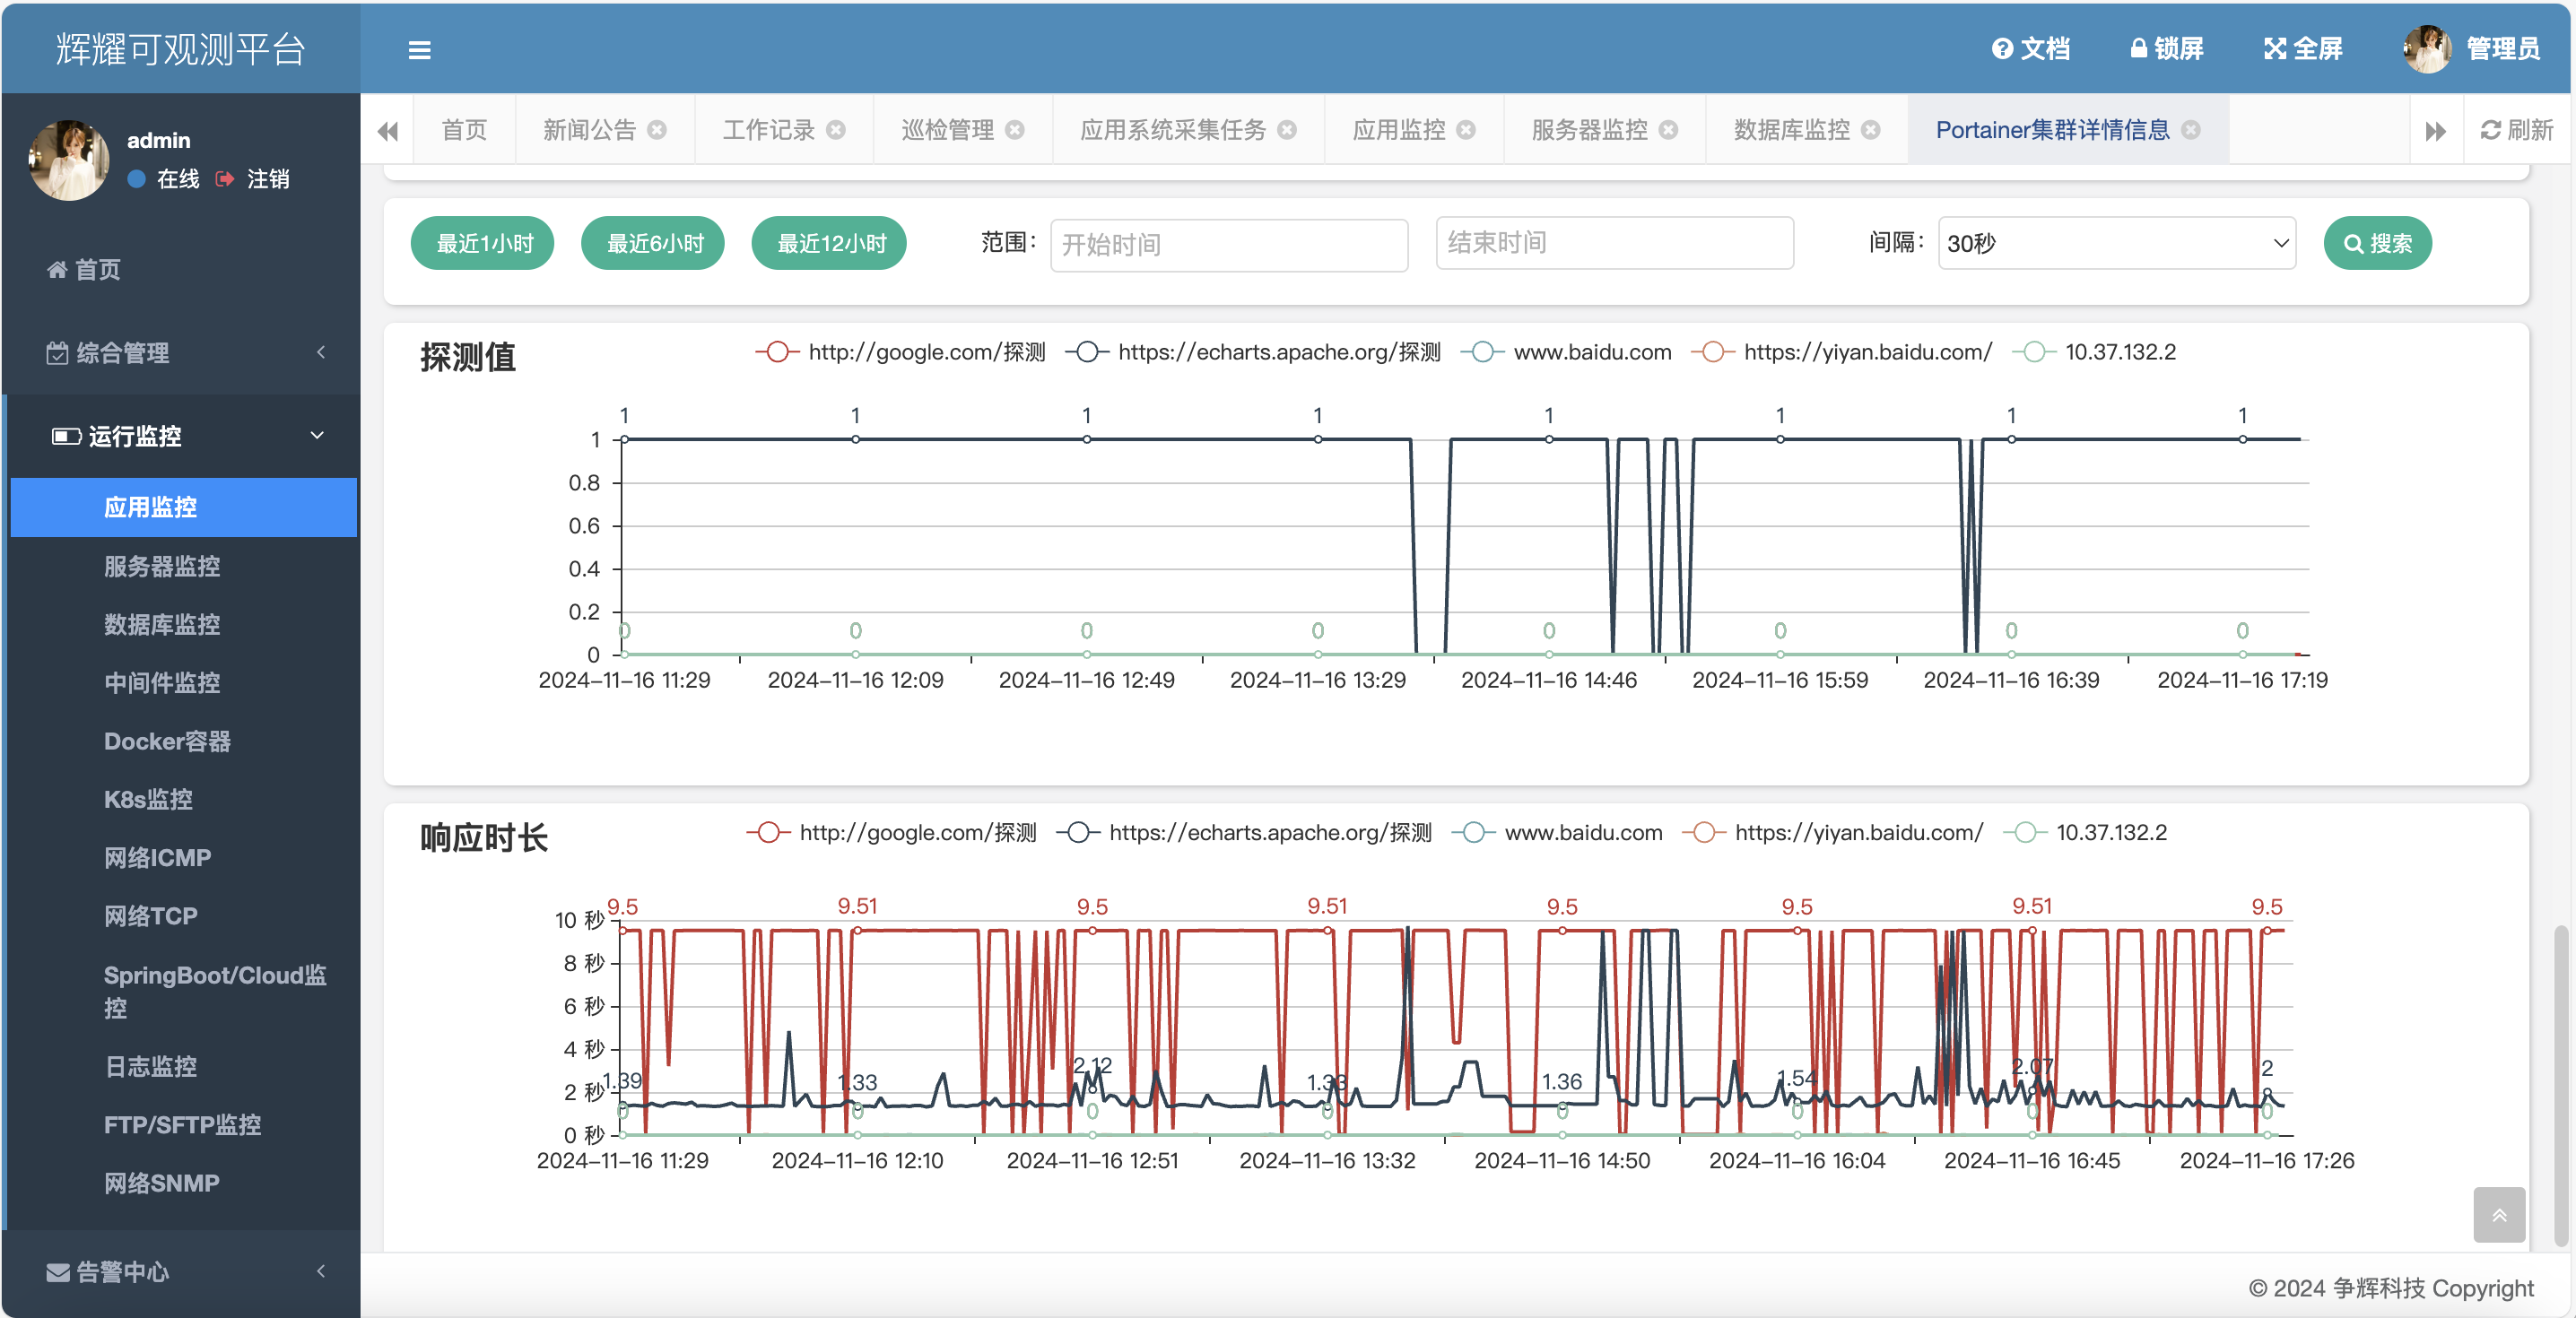 辉耀可观测平台
文档 锁屏 全屏 管理员
admin
在线 注销
首页 新闻公告 工作记录 巡检管理 应用系统采集任务 应用监控 服务器监控 数据库监控 Portainer集群详情信息 刷新
首页
综合管理
运行监控
应用监控
服务器监控
数据库监控
中间件监控
Docker容器
K8s监控
网络ICMP
网络TCP
SpringBoot/Cloud监
控
日志监控
FTP/SFTP监控
网络SNMP
告警中心
最近1小时 最近6小时 最近12小时 范围： 开始时间 结束时间 间隔： 30秒 搜索
探测值
http://google.com/探测 https://echarts.apache.org/探测 www.baidu.com https://yiyan.baidu.com/ 10.37.132.2
1 1 1 1 1 1 1 1
1
0.8
0.6
0.4
0.2
0 0 0 0 0 0 0 0
0
2024-11-16 11:29 2024-11-16 12:09 2024-11-16 12:49 2024-11-16 13:29 2024-11-16 14:46 2024-11-16 15:59 2024-11-16 16:39 2024-11-16 17:19
响应时长
http://google.com/探测 https://echarts.apache.org/探测 www.baidu.com https://yiyan.baidu.com/ 10.37.132.2
9.5 9.51 9.5 9.51 9.5 9.5 9.51 9.5
10 秒
8 秒
6 秒
4 秒
2 秒
1.39 1.33 2.12 1.36 1.54 2.07 2
0 0 0 0 0 0 0 0
0 秒
2024-11-16 11:29 2024-11-16 12:10 2024-11-16 12:51 2024-11-16 13:32 2024-11-16 14:50 2024-11-16 16:04 2024-11-16 16:45 2024-11-16 17:26
© 2024 争辉科技 Copyright